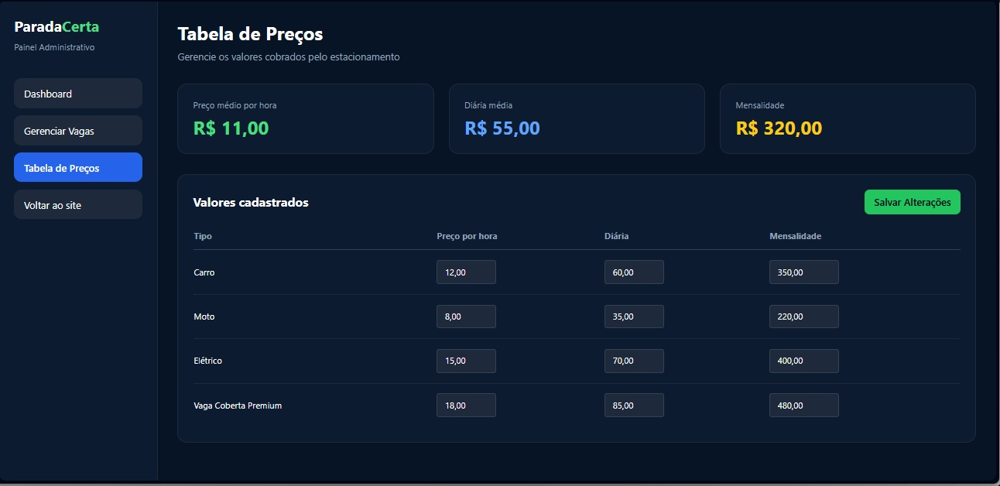 ParadaCerta
Painel Administrativo
Dashboard
Gerenciar Vagas
Tabela de Preços
Voltar ao site
Tabela de Preços
Gerencie os valores cobrados pelo estacionamento
Preço médio por hora
R$ 11,00
Diária média
R$ 55,00
Mensalidade
R$ 320,00
Valores cadastrados
Salvar Alterações
Tipo Preço por hora Diária Mensalidade
Carro 12,00 60,00 350,00
Moto 8,00 35,00 220,00
Elétrico 15,00 70,00 400,00
Vaga Coberta Premium 18,00 85,00 480,00